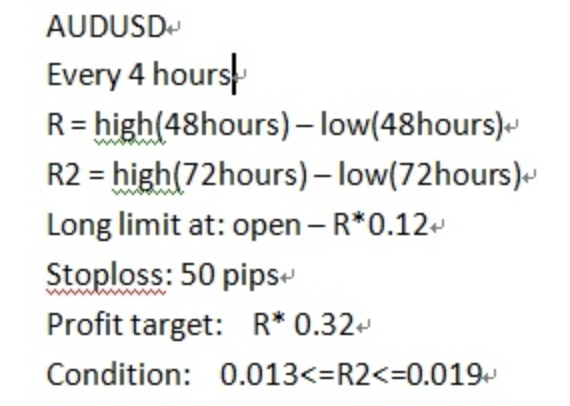 AUDUSD
Every 4 hours
R = high(48hours) – low(48hours)
R2 = high(72hours) – low(72hours)
Long limit at: open – R*0.12
Stoploss: 50 pips
Profit target:    R* 0.32
Condition:    0.013<=R2<=0.019